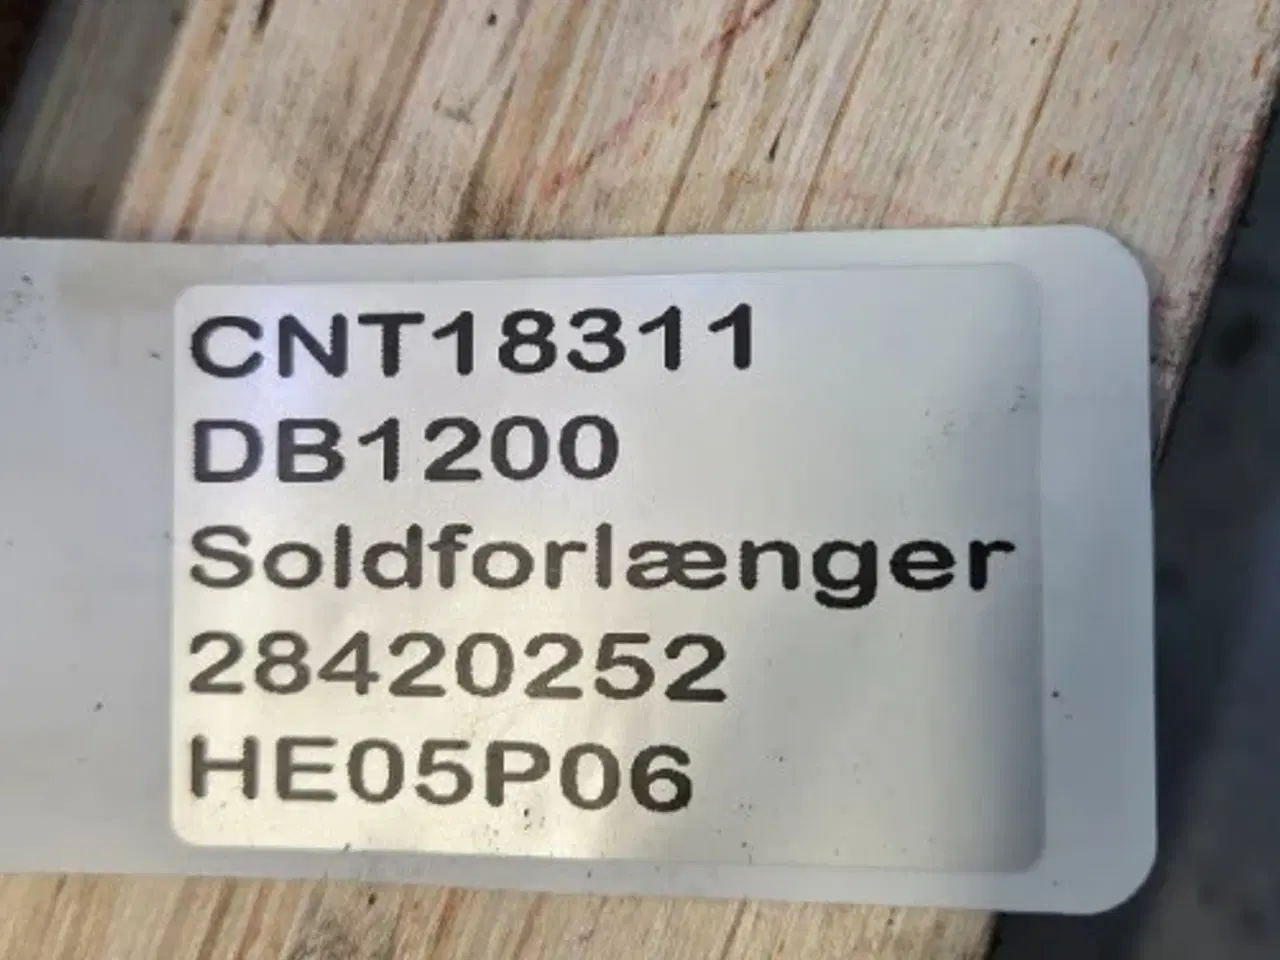 CNT18311
DB1200
Soldforlænger
28420252
HE05P06